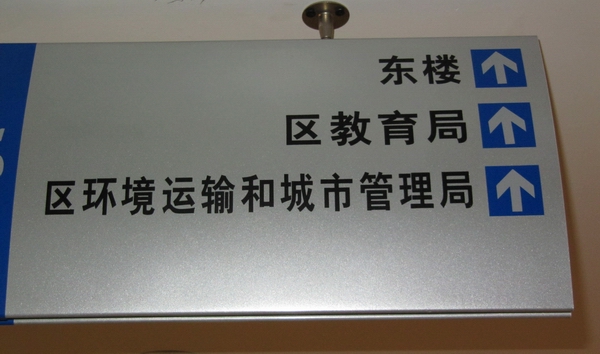 东楼
区教育局
区环境运输和城市管理局